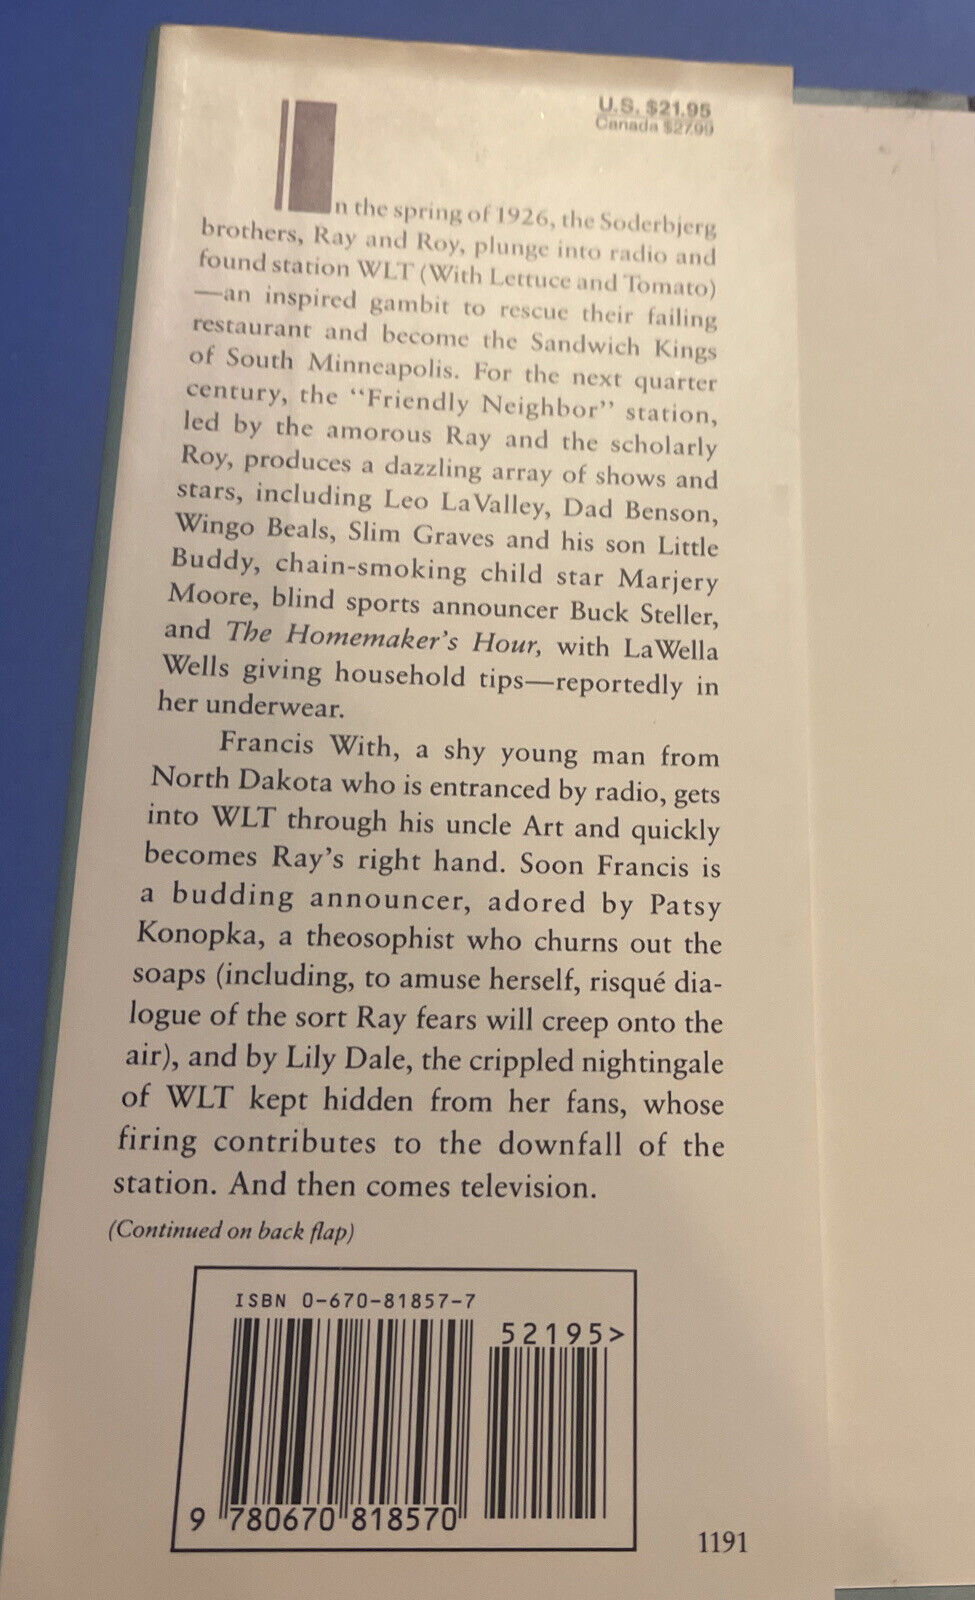 U.S. $21.95
Canada $27.99
In the spring of 1926, the Soderbjerg
brothers, Ray and Roy, plunge into radio and
found station WLT (With Lettuce and Tomato)
—an inspired gambit to rescue their failing
restaurant and become the Sandwich Kings
of South Minneapolis. For the next quarter
century, the “Friendly Neighbor” station,
led by the amorous Ray and the scholarly
Roy, produces a dazzling array of shows and
stars, including Leo LaValley, Dad Benson,
Wingo Beals, Slim Graves and his son Little
Buddy, chain-smoking child star Marjery
Moore, blind sports announcer Buck Steller,
and The Homemaker's Hour, with LaWella
Wells giving household tips—reportedly in
her underwear.
Francis With, a shy young man from
North Dakota who is entranced by radio, gets
into WLT through his uncle Art and quickly
becomes Ray's right hand. Soon Francis is
a budding announcer, adored by Patsy
Konopka, a theosophist who churns out the
soaps (including, to amuse herself, risqué dia-
logue of the sort Ray fears will creep onto the
air), and by Lily Dale, the crippled nightingale
of WLT kept hidden from her fans, whose
firing contributes to the downfall of the
station. And then comes television.
(Continued on back flap)
ISBN 0-670-81857-7
52195>
9 780670 818570
1191